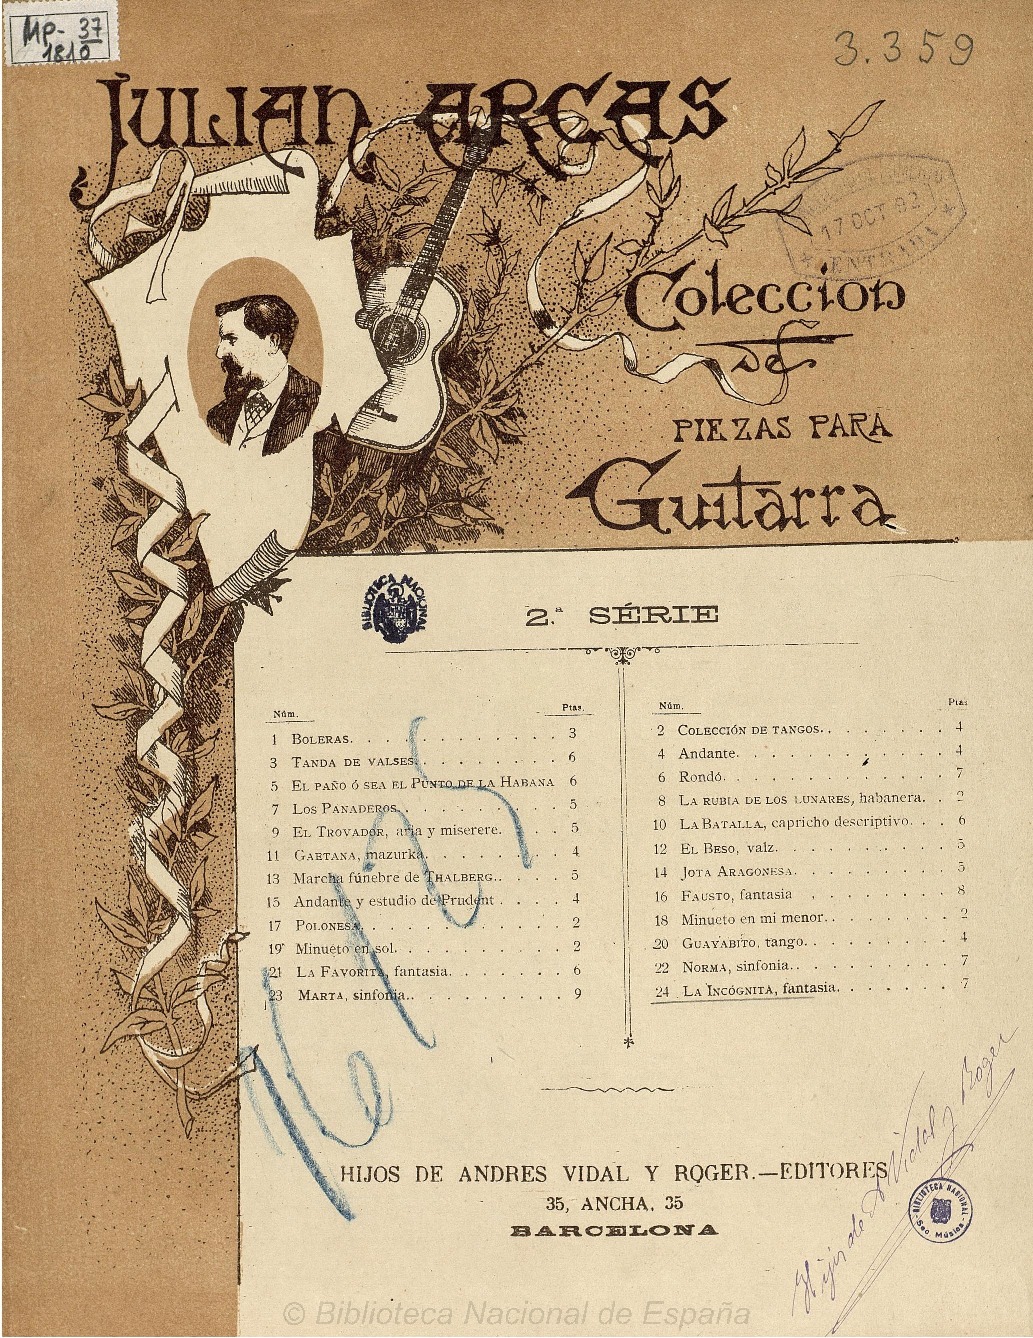 MP- 37
1810
3.359
JULIAN ARCAS
17 OCT 92
ENTRADA
Coleccion
de
PIEZAS PARA
Guitarra
BIBLIOTECA NACIONAL
2.ª SÉRIE
Núm. Ptas.
1 BOLERAS. 3
3 TANDA DE VALSES. 6
5 EL PAÑO Ó SEA EL PUNTO DE LA HABANA 6
7 LOS PANADEROS. 5
9 EL TROVADOR, aria y miserere. 5
11 GAETANA, mazurka. 4
13 Marcha fúnebre de THALBERG. 5
15 Andante y estudio de Prudent 4
17 POLONESA. 2
19 Minueto en sol. 2
21 LA FAVORITA, fantasia. 6
23 MARTA, sinfonia. 9
Núm. Ptas
2 COLECCIÓN DE TANGOS. 4
4 Andante. 4
6 Rondó. 7
8 LA RUBIA DE LOS LUNARES, habanera. 2
10 LA BATALLA, capricho descriptivo. 6
12 EL BESO, valz. 5
14 JOTA ARAGONESA. 5
16 FAUSTO, fantasia 8
18 Minueto en mi menor. 2
20 GUAYABITO, tango. 4
22 NORMA, sinfonia. 7
24 LA INCÓGNITA, fantasia. 7
HIJOS DE ANDRES VIDAL Y ROGER.—EDITORES
35, ANCHA, 35
BARCELONA
Hijos de A Vidal y Roger
BIBLIOTECA NACIONAL
Sec. Música
© Biblioteca Nacional de España